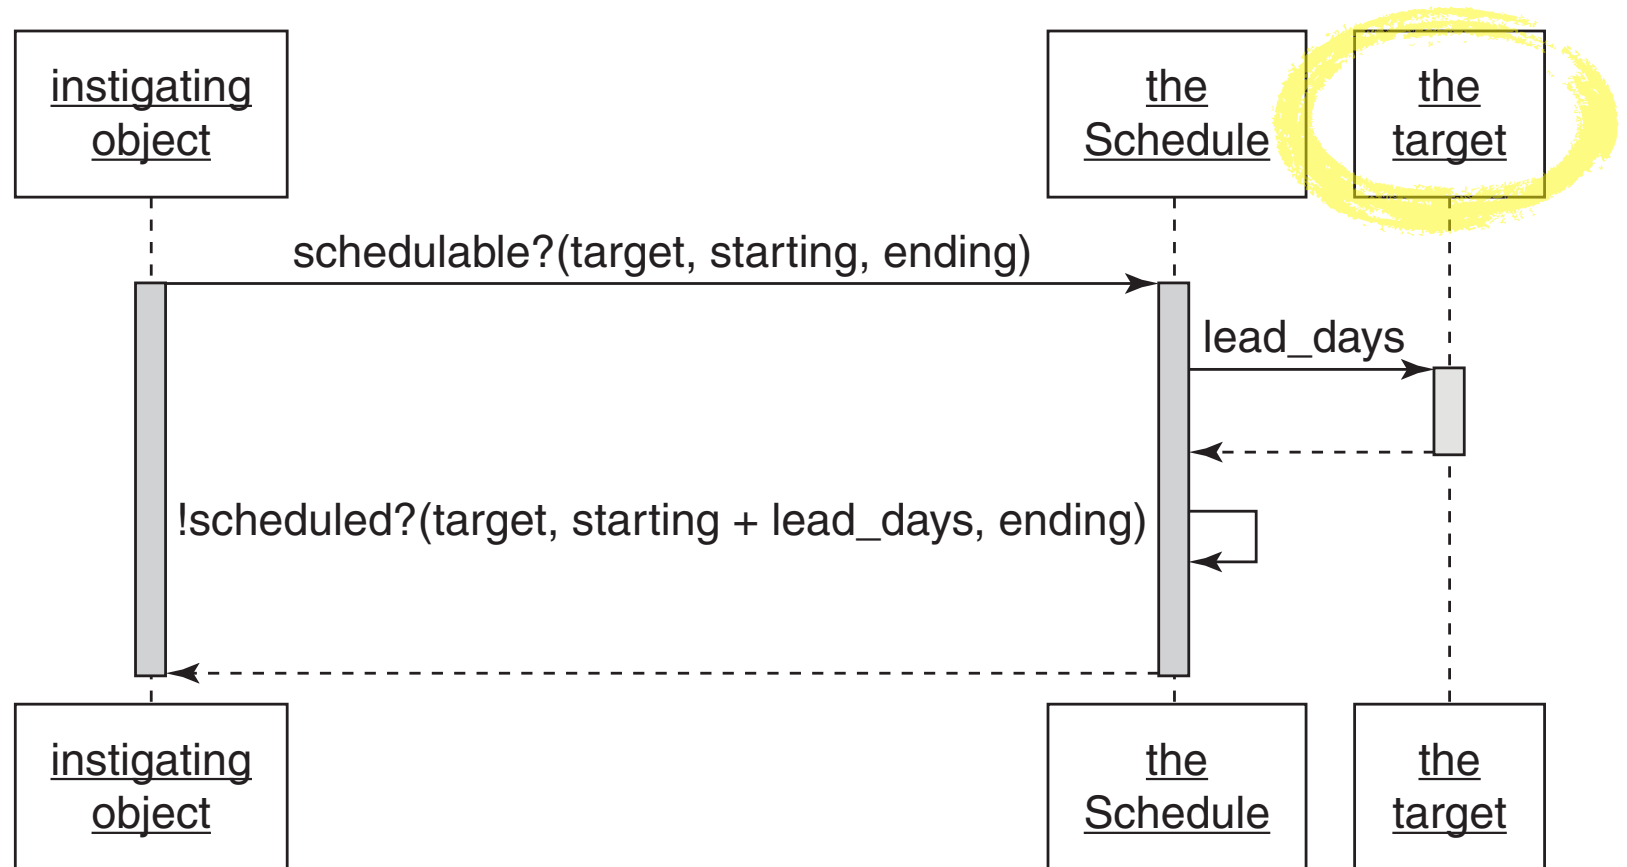 instigating
object
the
Schedule
the
target
schedulable?(target, starting, ending)
lead_days
!scheduled?(target, starting + lead_days, ending)
instigating
object
the
Schedule
the
target